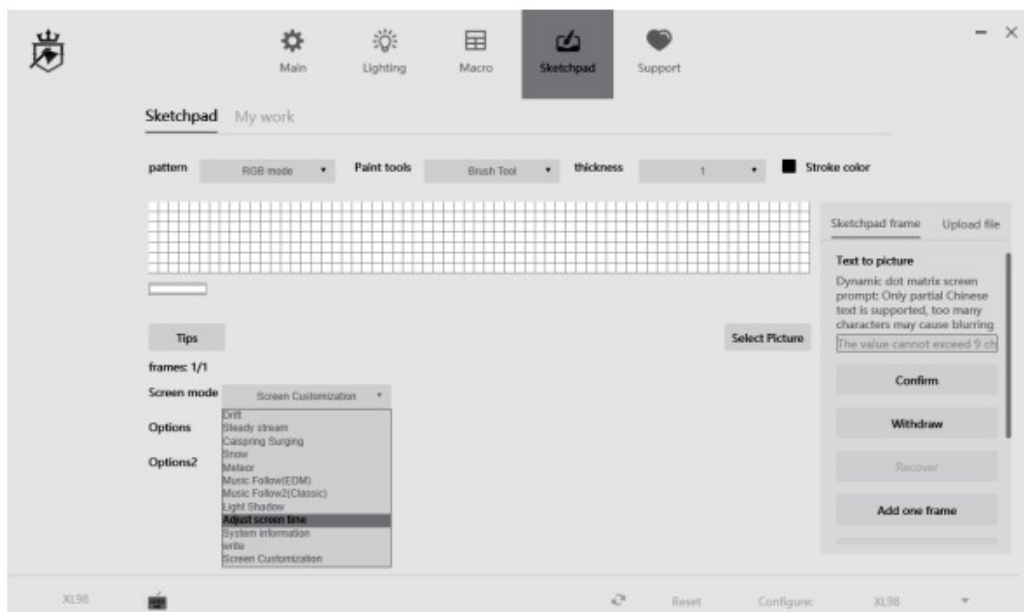 Main
Lighting
Macro
Sketchpad
Support
Sketchpad My work
pattern RGB mode Paint tools Brush Tool thickness 1 Stroke color
Sketchpad frame Upload file
Text to picture
Dynamic dot matrix screen
prompt: Only partial Chinese
text is supported, too many
characters may cause blurring
The value cannot exceed 9 ch
Confirm
Withdraw
Recover
Add one frame
Tips Select Picture
frames: 1/1
Screen mode Screen Customization
Options
Options2
Drift
Steady stream
Caispring Surging
Snow
Meteor
Music Follow(EDM)
Music Follow2(Classic)
Light Shadow
Adjust screen time
System information
write
Screen Customization
XL98 Reset Configure: XL98